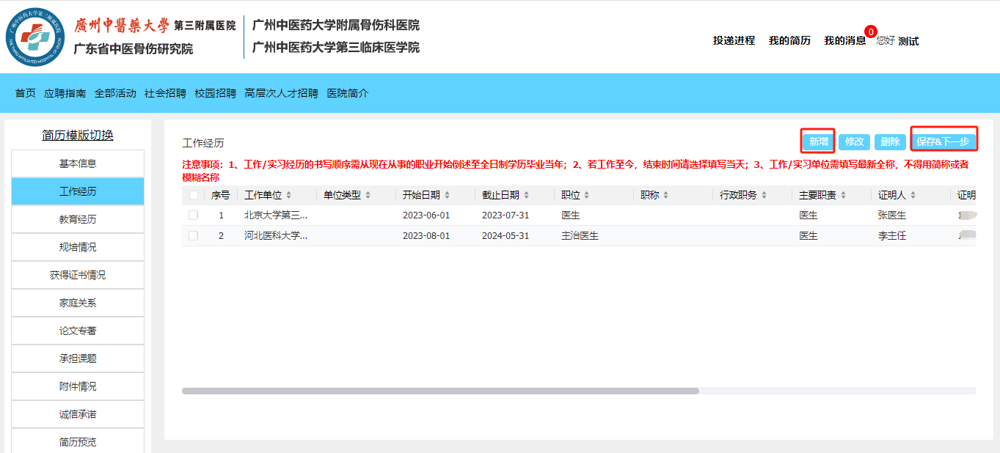 廣州中醫藥大學 第三附属医院
广东省中医骨伤研究院
广州中医药大学附属骨伤科医院
广州中医药大学第三临床医学院
投递进程 我的简历 我的消息 0 您好 测试
首页 应聘指南 全部活动 社会招聘 校园招聘 高层次人才招聘 医院简介
简历模版切换
基本信息
工作经历
教育经历
规培情况
获得证书情况
家庭关系
论文专著
承担课题
附件情况
诚信承诺
简历预览
工作经历
新增 修改 删除 保存&下一步
注意事项：1、工作/实习经历的书写顺序需从现在从事的职业开始倒述至全日制学历毕业当年；2、若工作至今，结束时间请选择填写当天；3、工作/实习单位需填写最新全称，不得用简称或者
模糊名称
序号 工作单位 单位类型 开始日期 截止日期 职位 职称 行政职务 主要职责 证明人 证明
1 北京大学第三... 2023-06-01 2023-07-31 医生 医生 张医生
2 河北医科大学... 2023-08-01 2024-05-31 主治医生 医生 李主任